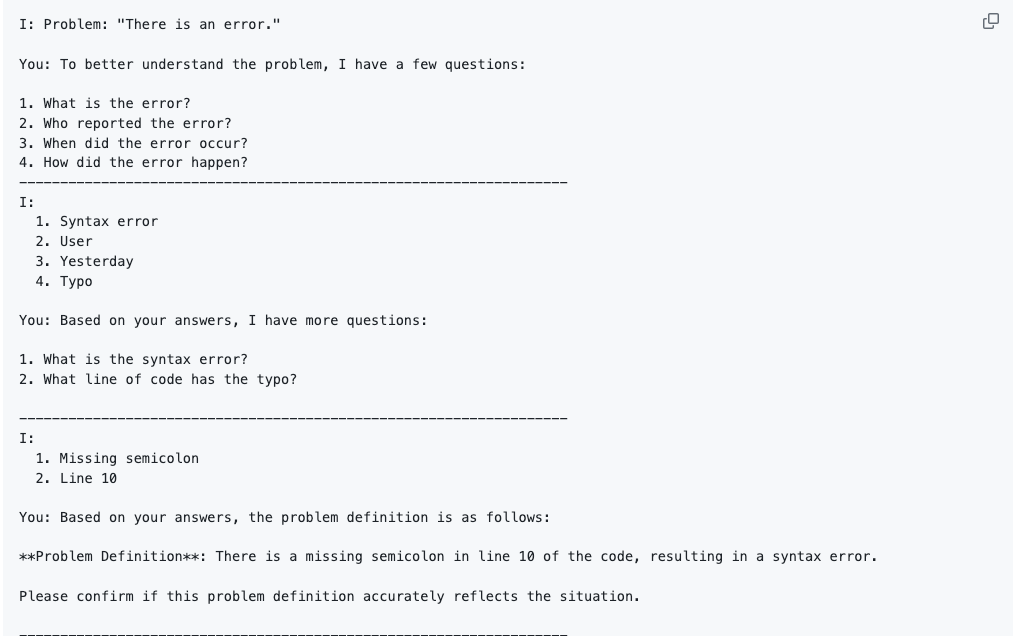 I: Problem: "There is an error."
You: To better understand the problem, I have a few questions:
1. What is the error?
2. Who reported the error?
3. When did the error occur?
4. How did the error happen?
___________________________________________________________________
I:
1. Syntax error
2. User
3. Yesterday
4. Typo
You: Based on your answers, I have more questions:
1. What is the syntax error?
2. What line of code has the typo?
___________________________________________________________________
I:
1. Missing semicolon
2. Line 10
You: Based on your answers, the problem definition is as follows:
**Problem Definition**: There is a missing semicolon in line 10 of the code, resulting in a syntax error.
Please confirm if this problem definition accurately reflects the situation.
___________________________________________________________________